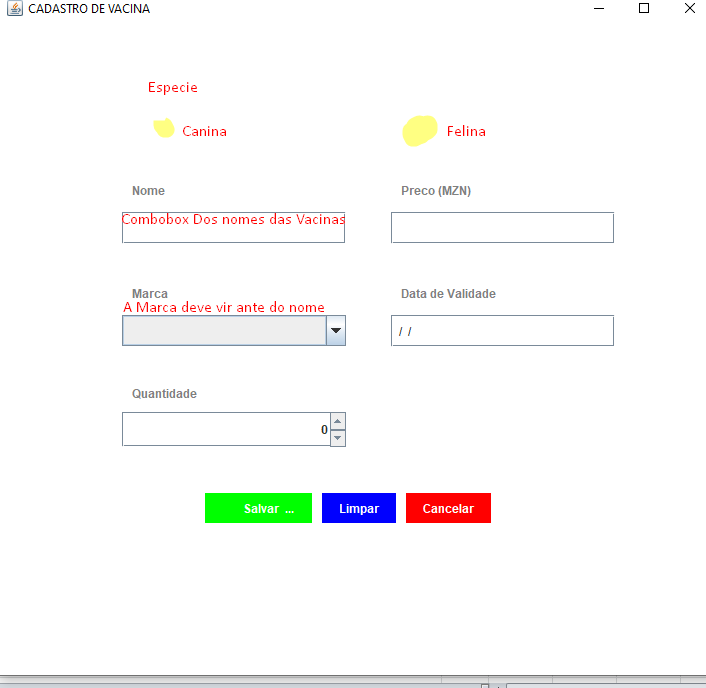 CADASTRO DE VACINA
Especie
Canina Felina
Nome Preco (MZN)
Combobox Dos nomes das Vacinas
Marca Data de Validade
A Marca deve vir ante do nome
/ /
Quantidade
0
Salvar ... Limpar Cancelar